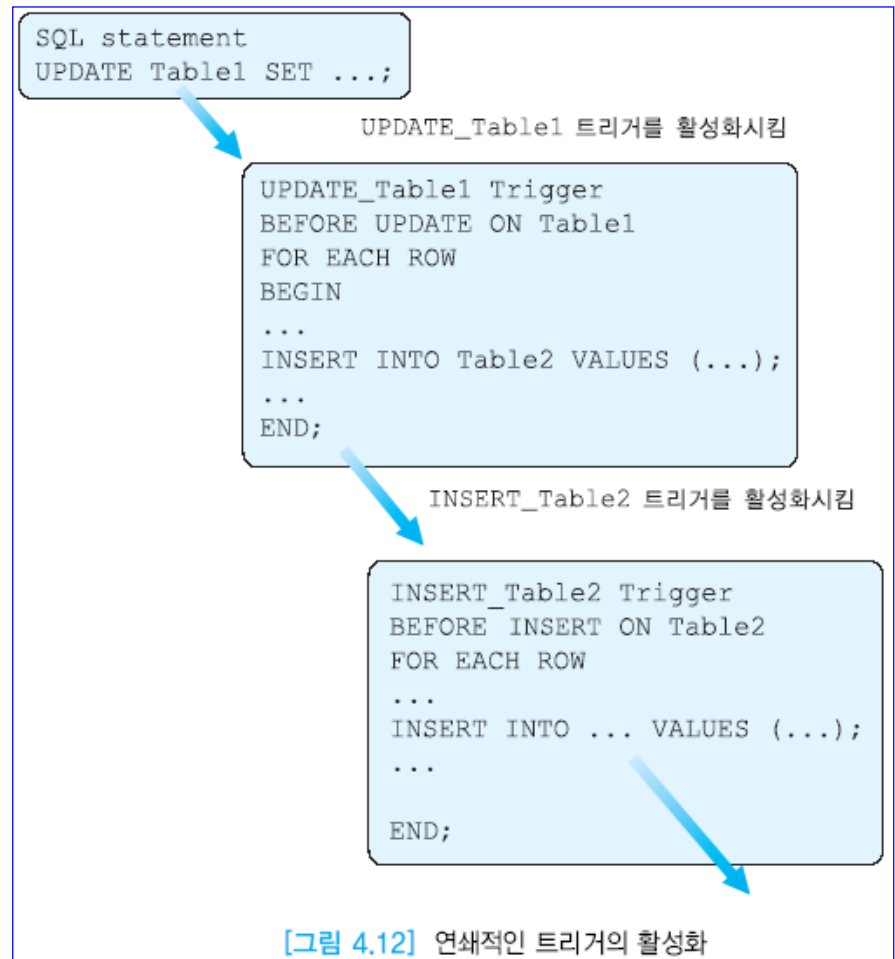 SQL statement
UPDATE Table1 SET ...;
UPDATE_Table1 트리거를 활성화시킴
UPDATE_Table1 Trigger
BEFORE UPDATE ON Table1
FOR EACH ROW
BEGIN
...
INSERT INTO Table2 VALUES (...);
...
END;
INSERT_Table2 트리거를 활성화시킴
INSERT_Table2 Trigger
BEFORE INSERT ON Table2
FOR EACH ROW
...
INSERT INTO ... VALUES (...);
...
END;
[그림 4.12] 연쇄적인 트리거의 활성화